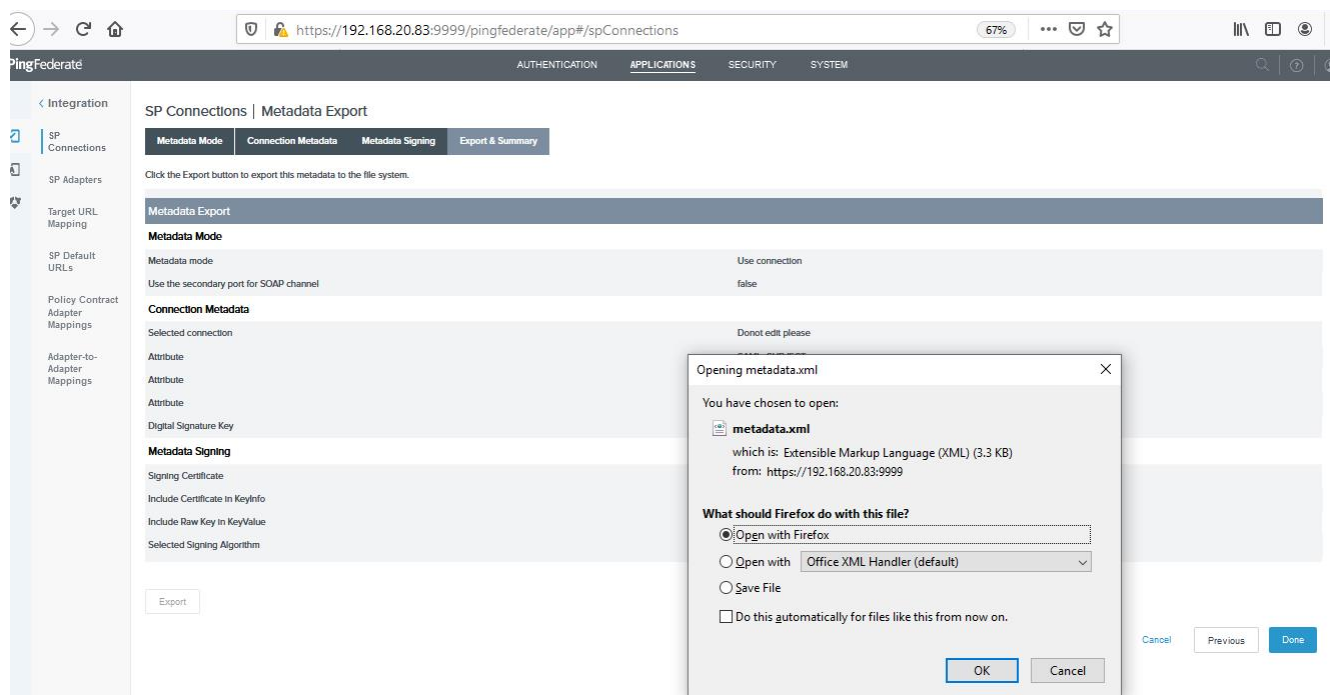 https://192.168.20.83:9999/pingfederate/app#/spConnections
67%
PingFederate
AUTHENTICATION
APPLICATIONS
SECURITY
SYSTEM
Integration
SP
Connections
SP Adapters
Target URL
Mapping
SP Default
URLs
Policy Contract
Adapter
Mappings
Adapter-to-
Adapter
Mappings
SP Connections | Metadata Export
Metadata Mode
Connection Metadata
Metadata Signing
Export & Summary
Click the Export button to export this metadata to the file system.
Metadata Export
Metadata Mode
Metadata mode Use connection
Use the secondary port for SOAP channel false
Connection Metadata
Selected connection Donot edit please
Attribute
Attribute
Attribute
Digital Signature Key
Metadata Signing
Signing Certificate
Include Certificate in KeyInfo
Include Raw Key in KeyValue
Selected Signing Algorithm
Export
Opening metadata.xml
You have chosen to open:
metadata.xml
which is: Extensible Markup Language (XML) (3.3 KB)
from: https://192.168.20.83:9999
What should Firefox do with this file?
Open with Firefox
Open with Office XML Handler (default)
Save File
Do this automatically for files like this from now on.
OK
Cancel
Cancel
Previous
Done